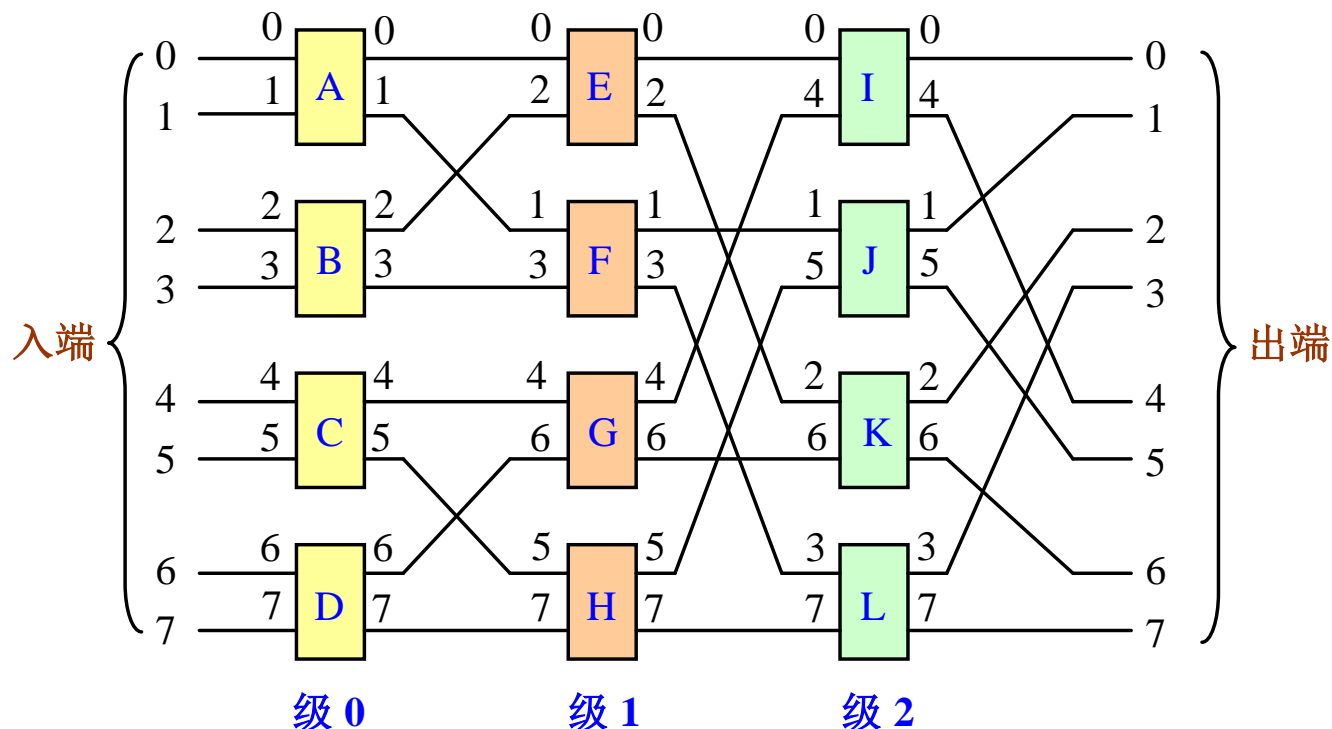 0 0 0 0 0 0
0 A E I 0
1 1 2 2 4 4
1 1
2 2 1 1 1 1
2 B F J 2
3 3 3 3 5 5
3 3
入端 出端
4 4 4 4 2 2
4 C G K 4
5 5 6 6 6 6
5 5
6 6 5 5 3 3
6 D H L 6
7 7 7 7 7 7
7 7
级 0 级 1 级 2